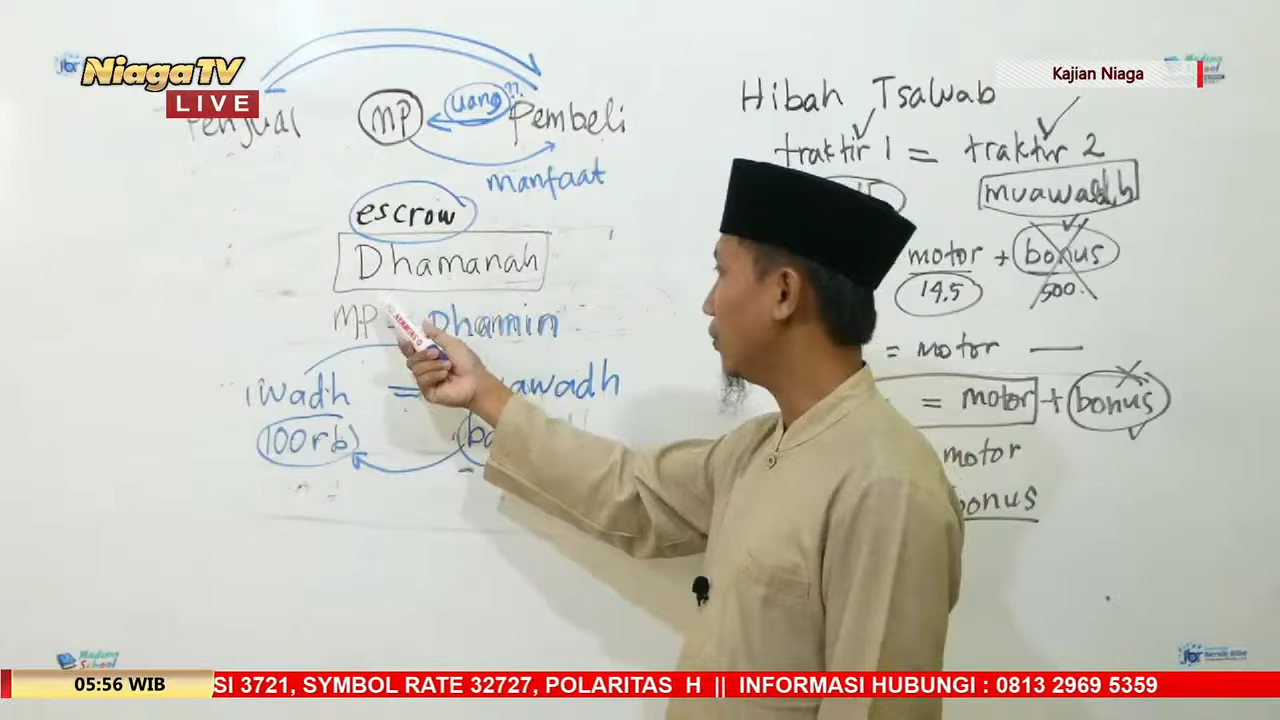 NiagaTV
LIVE
Kajian Niaga
Penjual
MP
uang
??
Pembeli
manfaat
escrow
Dhamanah
MP = Dhamin
iwadh =
100rb
Hibah Tsawab
traktir 1 = traktir 2
muawadh
motor + bonus
14.5
500
= motor
= motor + bonus
motor
bonus
Madang School
05:56 WIB
SI 3721, SYMBOL RATE 32727, POLARITAS H || INFORMASI HUBUNGI : 0813 2969 5359